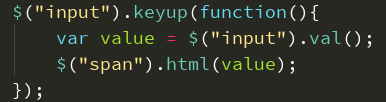 $("input").keyup(function(){
    var value = $("input").val();
    $("span").html(value);
});